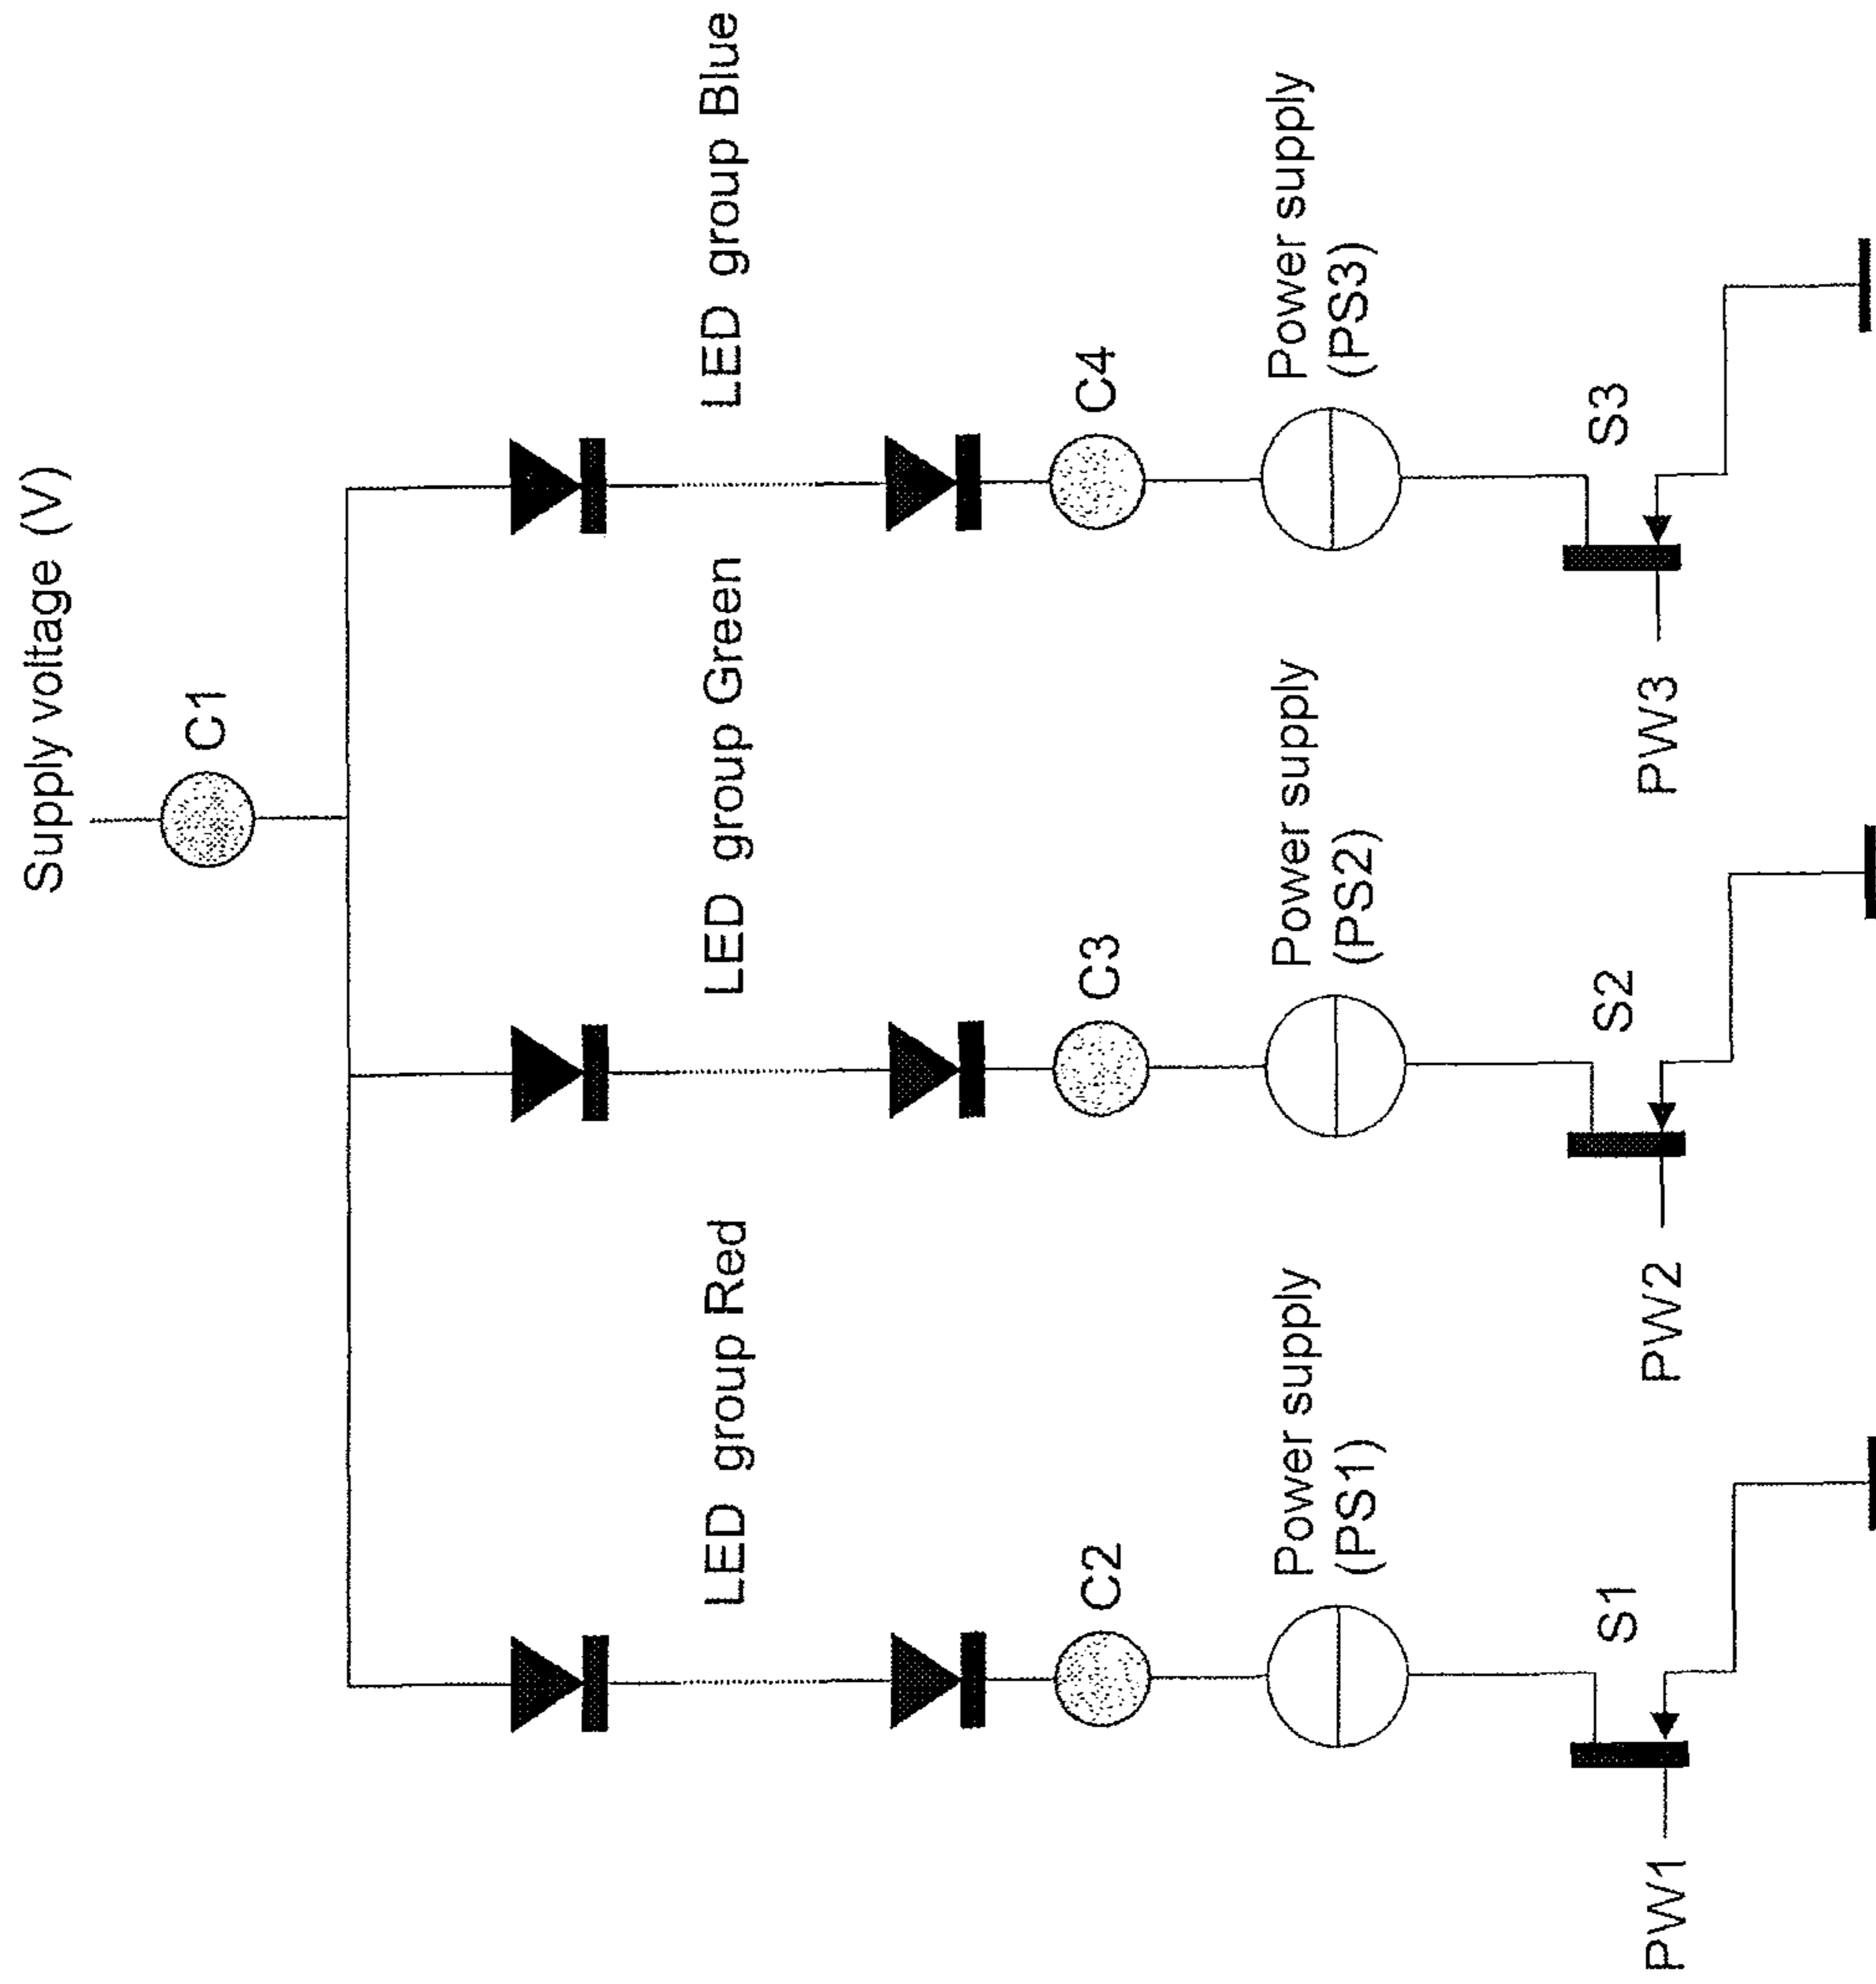 Supply voltage (V)
C1
LED group Red
LED group Green
LED group Blue
C2
C3
C4
Power supply
(PS1)
Power supply
(PS2)
Power supply
(PS3)
S1
S2
S3
PW1
PW2
PW3